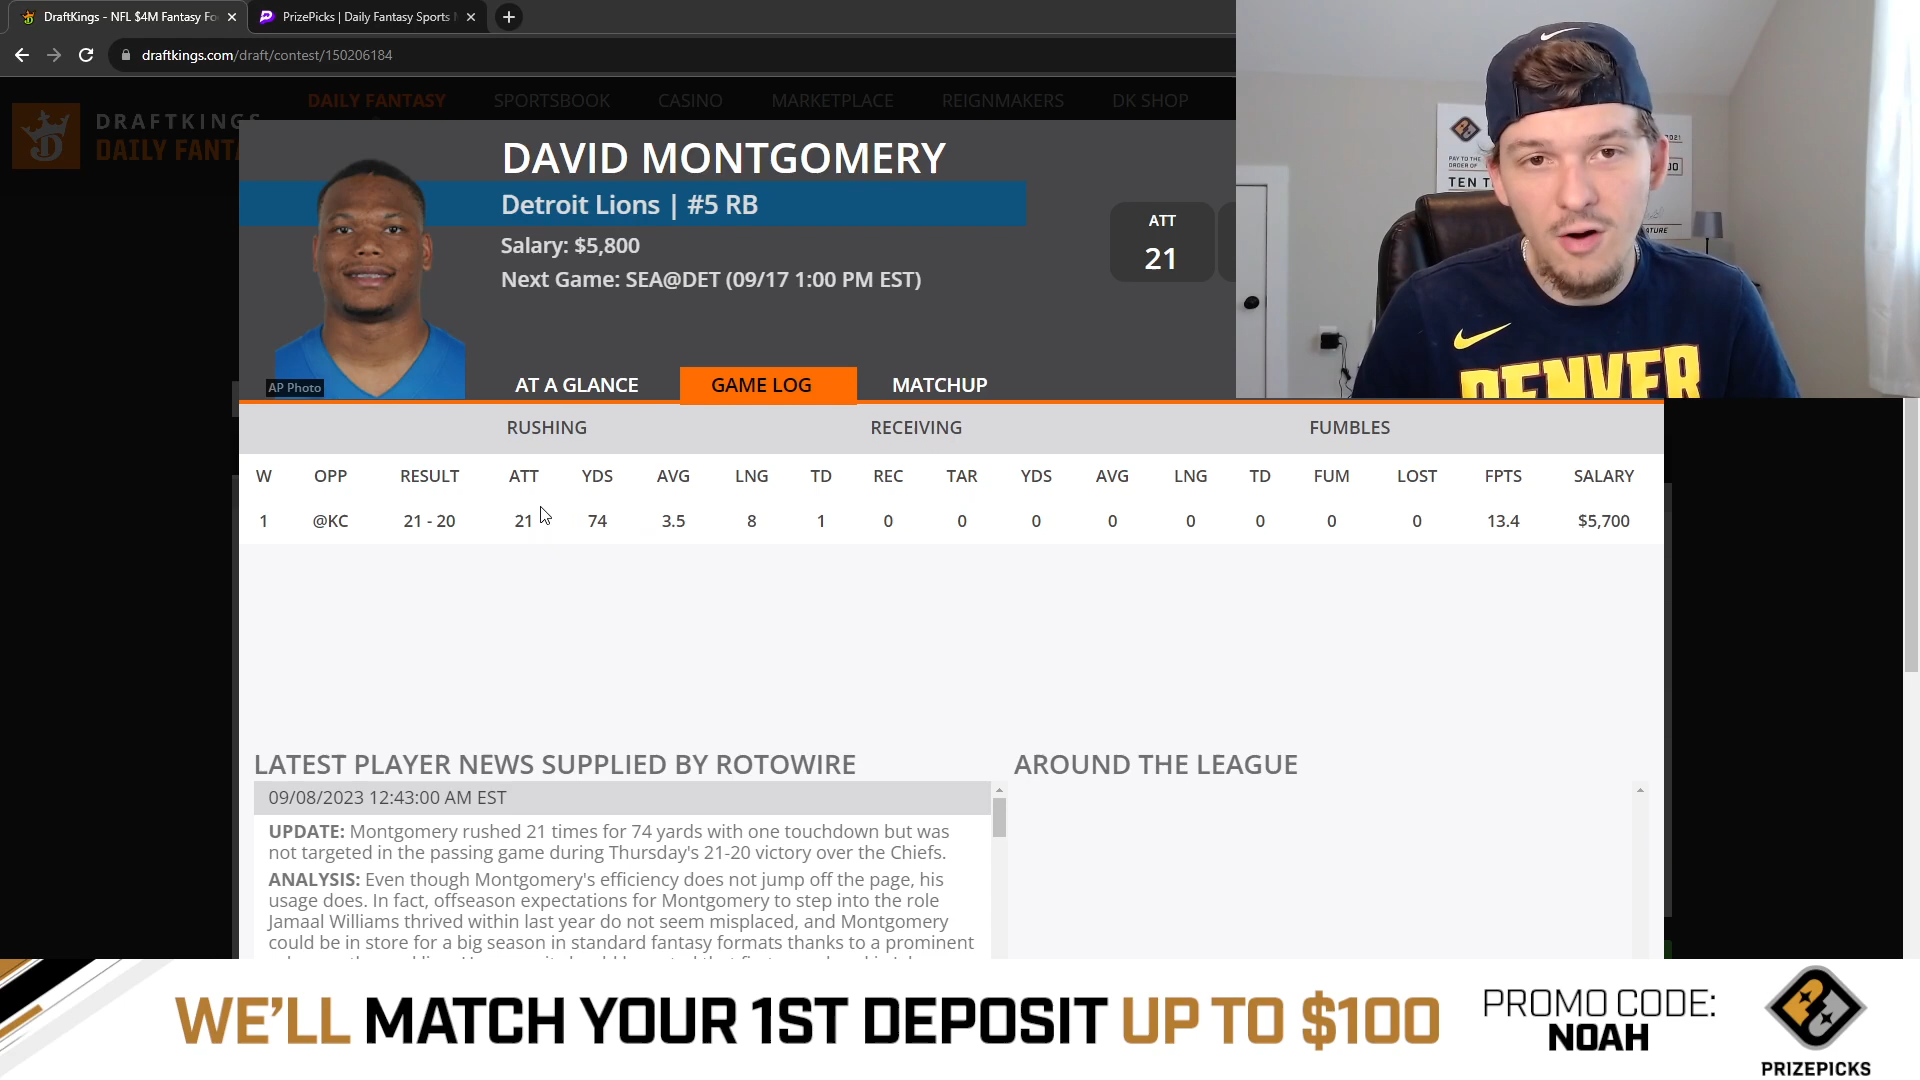 DraftKings - NFL $4M Fantasy Fo
PrizePicks | Daily Fantasy Sports
draftkings.com/draft/contest/150206184
DAILY FANTASY SPORTSBOOK CASINO MARKETPLACE REIGNMAKERS DK SHOP
DRAFTKINGS
DAILY FANTA
DAVID MONTGOMERY
Detroit Lions | #5 RB
Salary: $5,800
Next Game: SEA@DET (09/17 1:00 PM EST)
ATT
21
AP Photo
AT A GLANCE GAME LOG MATCHUP
PAY TO THE
ORDER OF
TEN T
DENVER
RUSHING RECEIVING FUMBLES
W OPP RESULT ATT YDS AVG LNG TD REC TAR YDS AVG LNG TD FUM LOST FPTS SALARY
1 @KC 21 - 20 21 74 3.5 8 1 0 0 0 0 0 0 0 0 13.4 $5,700
LATEST PLAYER NEWS SUPPLIED BY ROTOWIRE
09/08/2023 12:43:00 AM EST
UPDATE: Montgomery rushed 21 times for 74 yards with one touchdown but was
not targeted in the passing game during Thursday's 21-20 victory over the Chiefs.
ANALYSIS: Even though Montgomery's efficiency does not jump off the page, his
usage does. In fact, offseason expectations for Montgomery to step into the role
Jamaal Williams thrived within last year do not seem misplaced, and Montgomery
could be in store for a big season in standard fantasy formats thanks to a prominent
AROUND THE LEAGUE
WE'LL MATCH YOUR 1ST DEPOSIT UP TO $100
PROMO CODE:
NOAH
PRIZEPICKS